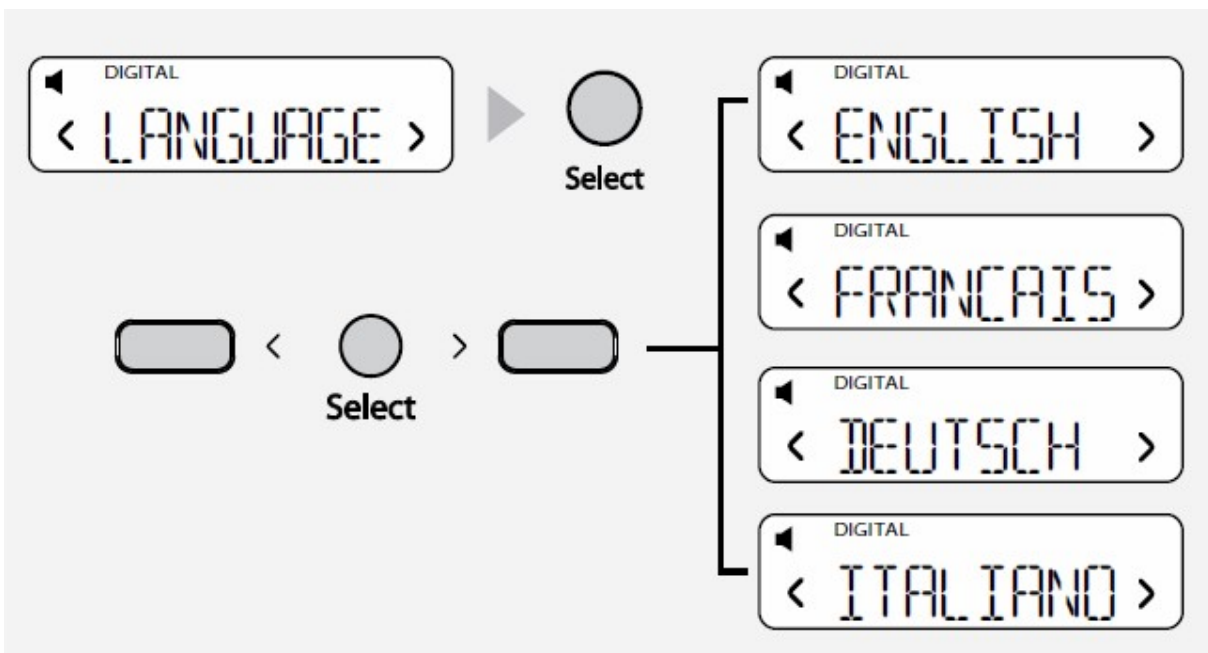 DIGITAL
< LANGUAGE >
Select
< >
Select
DIGITAL
< ENGLISH >
DIGITAL
< FRANCAIS >
DIGITAL
< DEUTSCH >
DIGITAL
< ITALIANO >